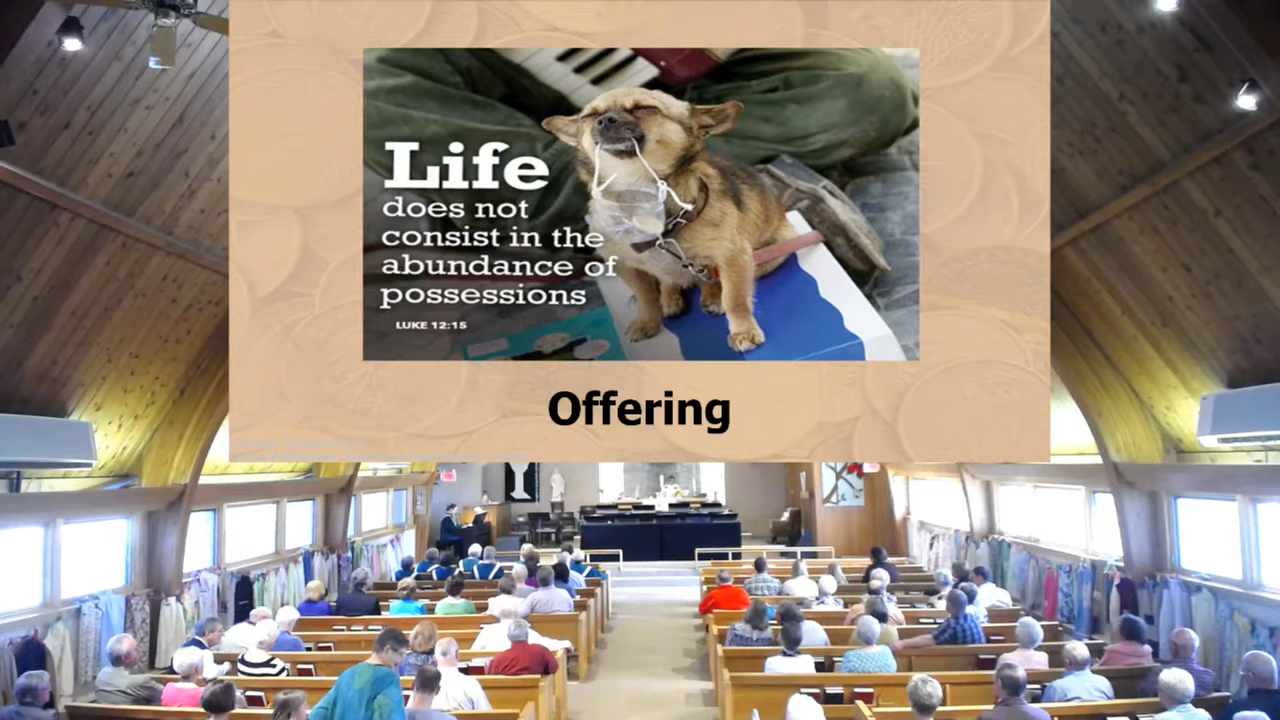 Life
does not
consist in the
abundance of
possessions
LUKE 12:15
Offering